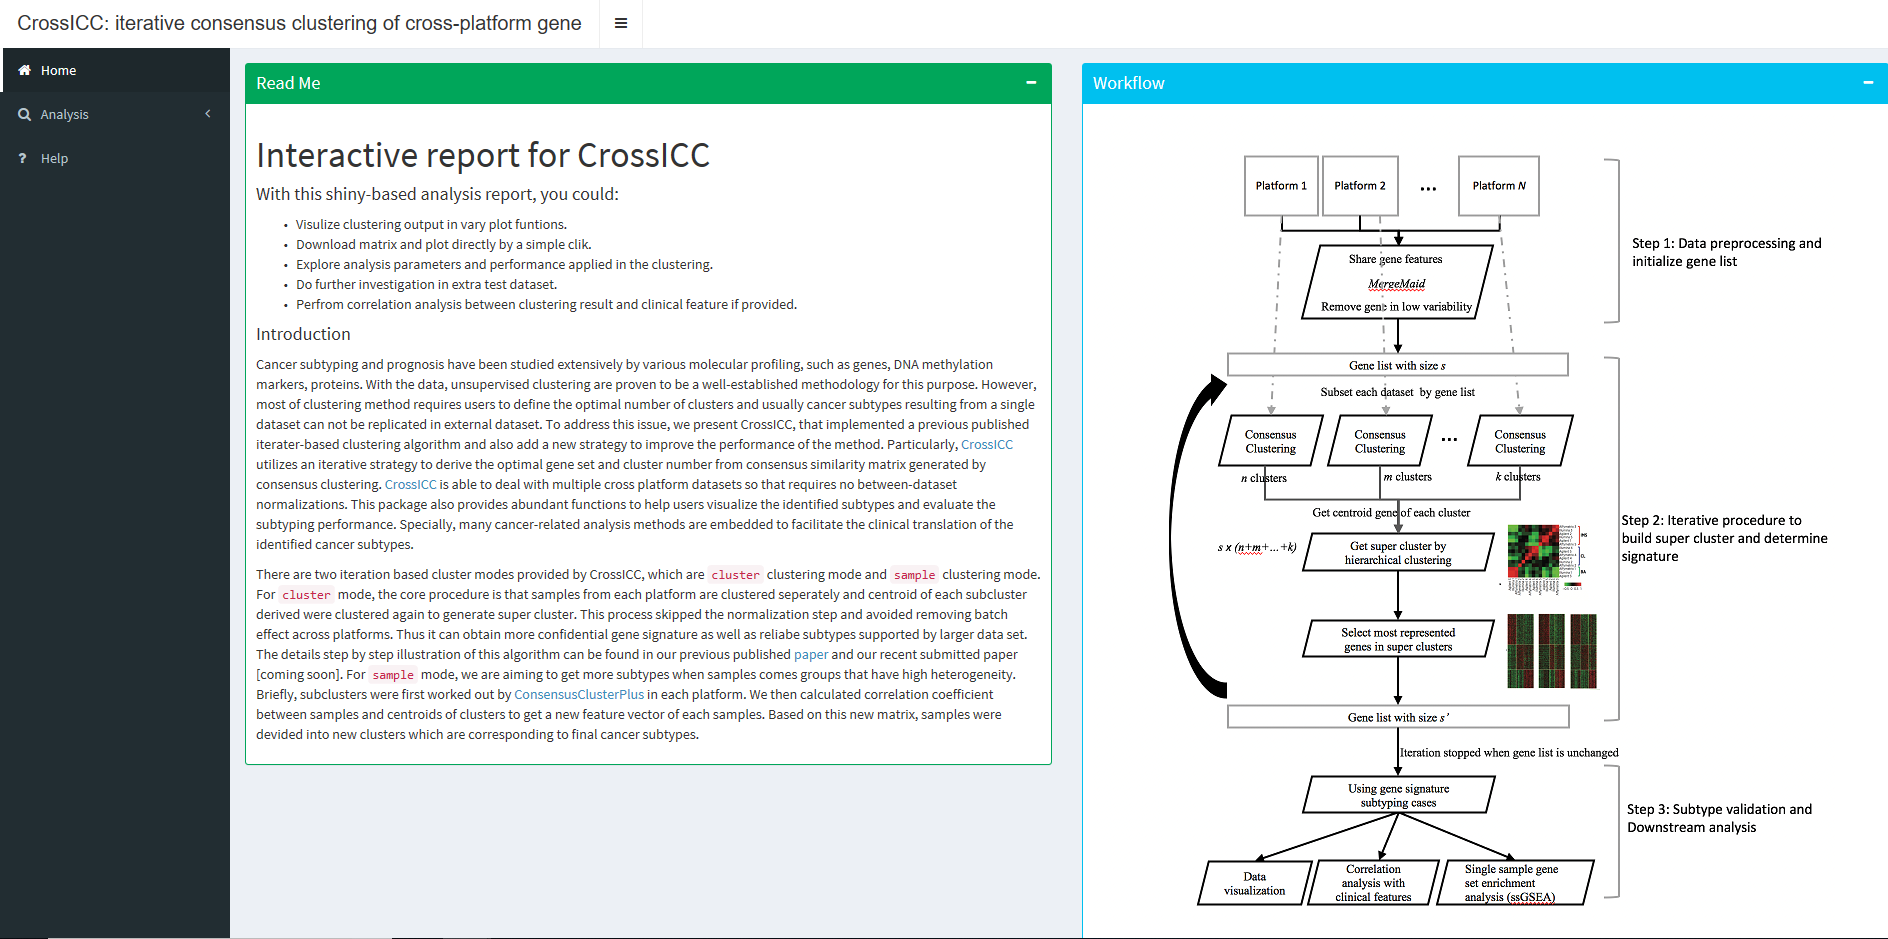 CrossICC: iterative consensus clustering of cross-platform gene
Home
Analysis
Help
Read Me
Interactive report for CrossICC
With this shiny-based analysis report, you could:
• Visulize clustering output in vary plot funtions.
• Download matrix and plot directly by a simple clik.
• Explore analysis parameters and performance applied in the clustering.
• Do further investigation in extra test dataset.
• Perfrom correlation analysis between clustering result and clinical feature if provided.
Introduction
Cancer subtyping and prognosis have been studied extensively by various molecular profiling, such as genes, DNA methylation
markers, proteins. With the data, unsupervised clustering are proven to be a well-established methodology for this purpose. However,
most of clustering method requires users to define the optimal number of clusters and usually cancer subtypes resulting from a single
dataset can not be replicated in external dataset. To address this issue, we present CrossICC, that implemented a previous published
iterater-based clustering algorithm and also add a new strategy to improve the performance of the method. Particularly, CrossICC
utilizes an iterative strategy to derive the optimal gene set and cluster number from consensus similarity matrix generated by
consensus clustering. CrossICC is able to deal with multiple cross platform datasets so that requires no between-dataset
normalizations. This package also provides abundant functions to help users visualize the identified subtypes and evaluate the
subtyping performance. Specially, many cancer-related analysis methods are embedded to facilitate the clinical translation of the
identified cancer subtypes.
There are two iteration based cluster modes provided by CrossICC, which are cluster clustering mode and sample clustering mode.
For cluster mode, the core procedure is that samples from each platform are clustered seperately and centroid of each subcluster
derived were clustered again to generate super cluster. This process skipped the normalization step and avoided removing batch
effect across platforms. Thus it can obtain more confidential gene signature as well as reliabe subtypes supported by larger data set.
The details step by step illustration of this algorithm can be found in our previous published paper and our recent submitted paper
[coming soon]. For sample mode, we are aiming to get more subtypes when samples comes groups that have high heterogeneity.
Briefly, subclusters were first worked out by ConsensusClusterPlus in each platform. We then calculated correlation coefficient
between samples and centroids of clusters to get a new feature vector of each samples. Based on this new matrix, samples were
devided into new clusters which are corresponding to final cancer subtypes.
Workflow
Platform 1
Platform 2
...
Platform N
Share gene features
MergeMaid
Remove gene in low variability
Step 1: Data preprocessing and
initialize gene list
Gene list with size s
Subset each dataset by gene list
Consensus
Clustering
Consensus
Clustering
...
Consensus
Clustering
n clusters
m clusters
k clusters
Get centroid gene of each cluster
s x (n+m+...+k)
Get super cluster by
hierarchical clustering
Step 2: Iterative procedure to
build super cluster and determine
signature
Select most represented
genes in super clusters
Gene list with size s'
Iteration stopped when gene list is unchanged
Using gene signature
subtyping cases
Step 3: Subtype validation and
Downstream analysis
Data
visualization
Correlation
analysis with
clinical features
Single sample gene
set enrichment
analysis (ssGSEA)